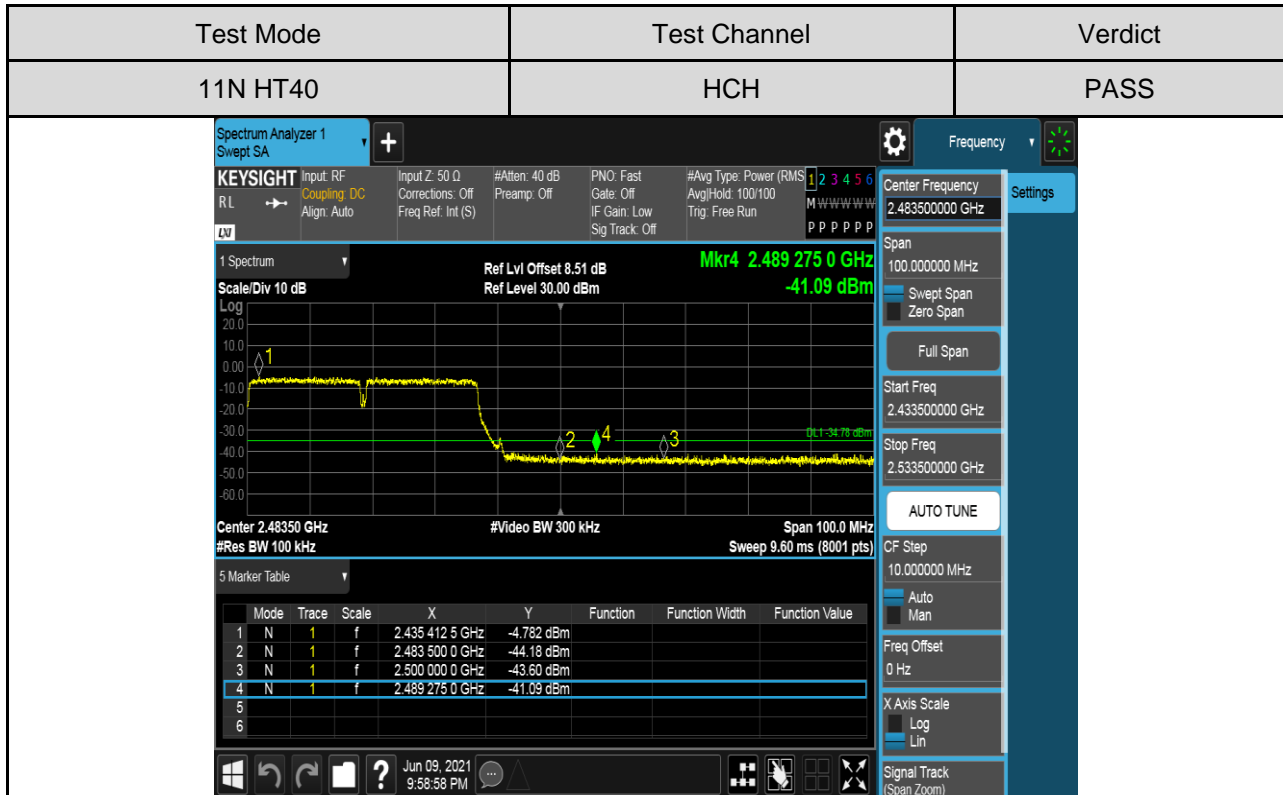 Test Mode Test Channel Verdict
11N HT40 HCH PASS
Spectrum Analyzer 1
Swept SA
+
Frequency
KEYSIGHT
RL
LXI
Input: RF
Coupling: DC
Align: Auto
Input Z: 50 Ω
Corrections: Off
Freq Ref: Int (S)
#Atten: 40 dB
Preamp: Off
PNO: Fast
Gate: Off
IF Gain: Low
Sig Track: Off
#Avg Type: Power (RMS
Avg|Hold: 100/100
Trig: Free Run
1 2 3 4 5 6
M W W W W W
P P P P P P
1 Spectrum
Scale/Div 10 dB
Ref Lvl Offset 8.51 dB
Ref Level 30.00 dBm
Mkr4 2.489 275 0 GHz
-41.09 dBm
Log
20.0
10.0
0.00
-10.0
-20.0
-30.0
-40.0
-50.0
-60.0
1
2
4
3
DL1 -34.78 dBm
Center 2.48350 GHz
#Res BW 100 kHz
#Video BW 300 kHz
Span 100.0 MHz
Sweep 9.60 ms (8001 pts)
5 Marker Table
Mode Trace Scale X Y Function Function Width Function Value
1 N 1 f 2.435 412 5 GHz -4.782 dBm
2 N 1 f 2.483 500 0 GHz -44.18 dBm
3 N 1 f 2.500 000 0 GHz -43.60 dBm
4 N 1 f 2.489 275 0 GHz -41.09 dBm
5
6
?
Jun 09, 2021
9:58:58 PM
Center Frequency
2.483500000 GHz
Settings
Span
100.000000 MHz
Swept Span
Zero Span
Full Span
Start Freq
2.433500000 GHz
Stop Freq
2.533500000 GHz
AUTO TUNE
CF Step
10.000000 MHz
Auto
Man
Freq Offset
0 Hz
X Axis Scale
Log
Lin
Signal Track
(Span Zoom)